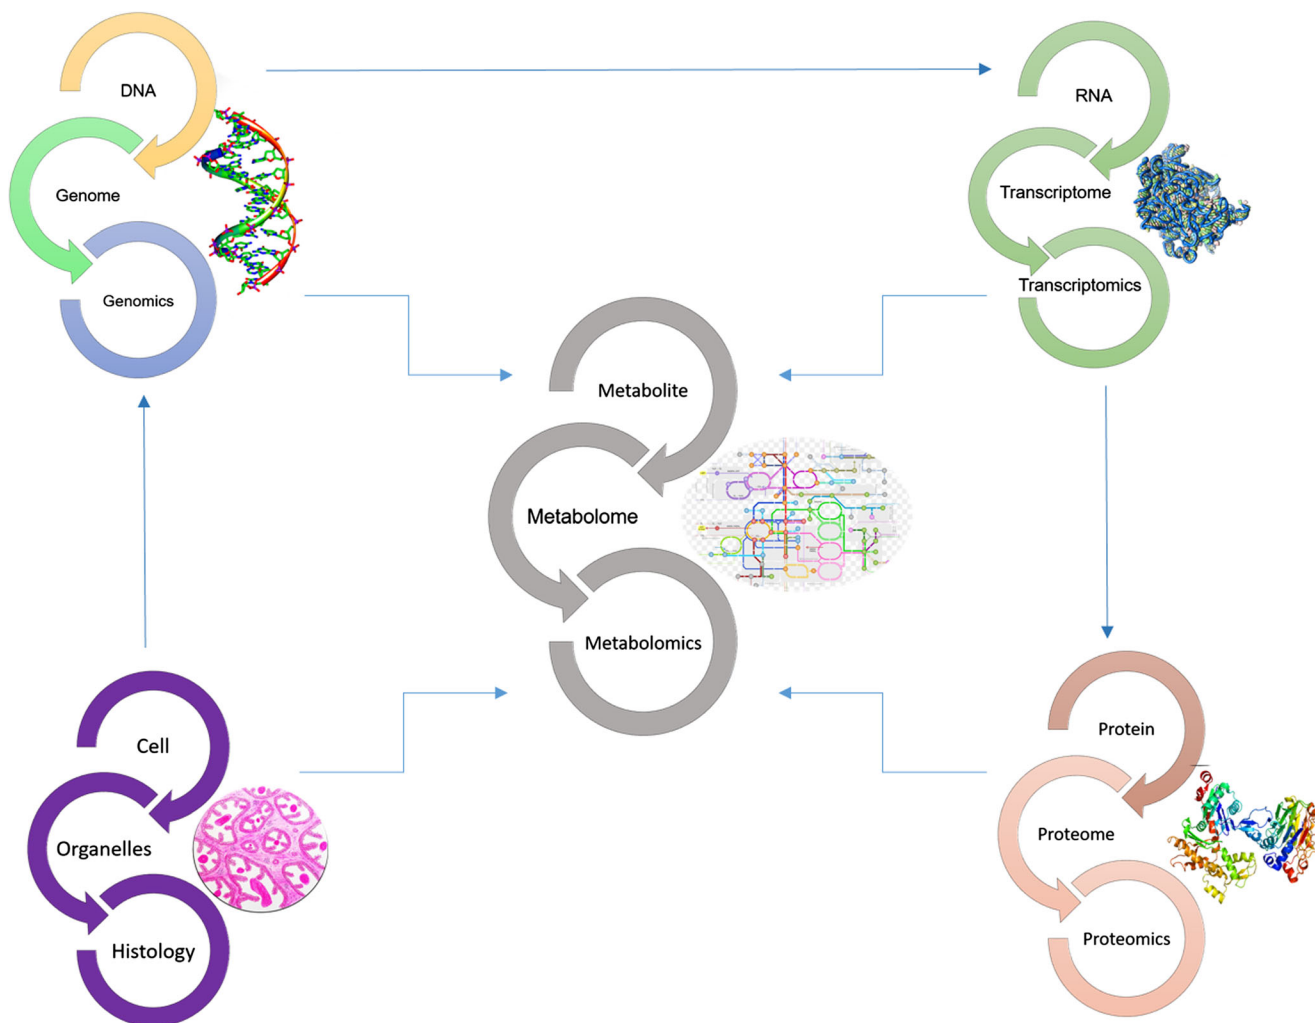 DNA
Genome
Genomics
RNA
Transcriptome
Transcriptomics
Metabolite
Metabolome
Metabolomics
Cell
Organelles
Histology
Protein
Proteome
Proteomics